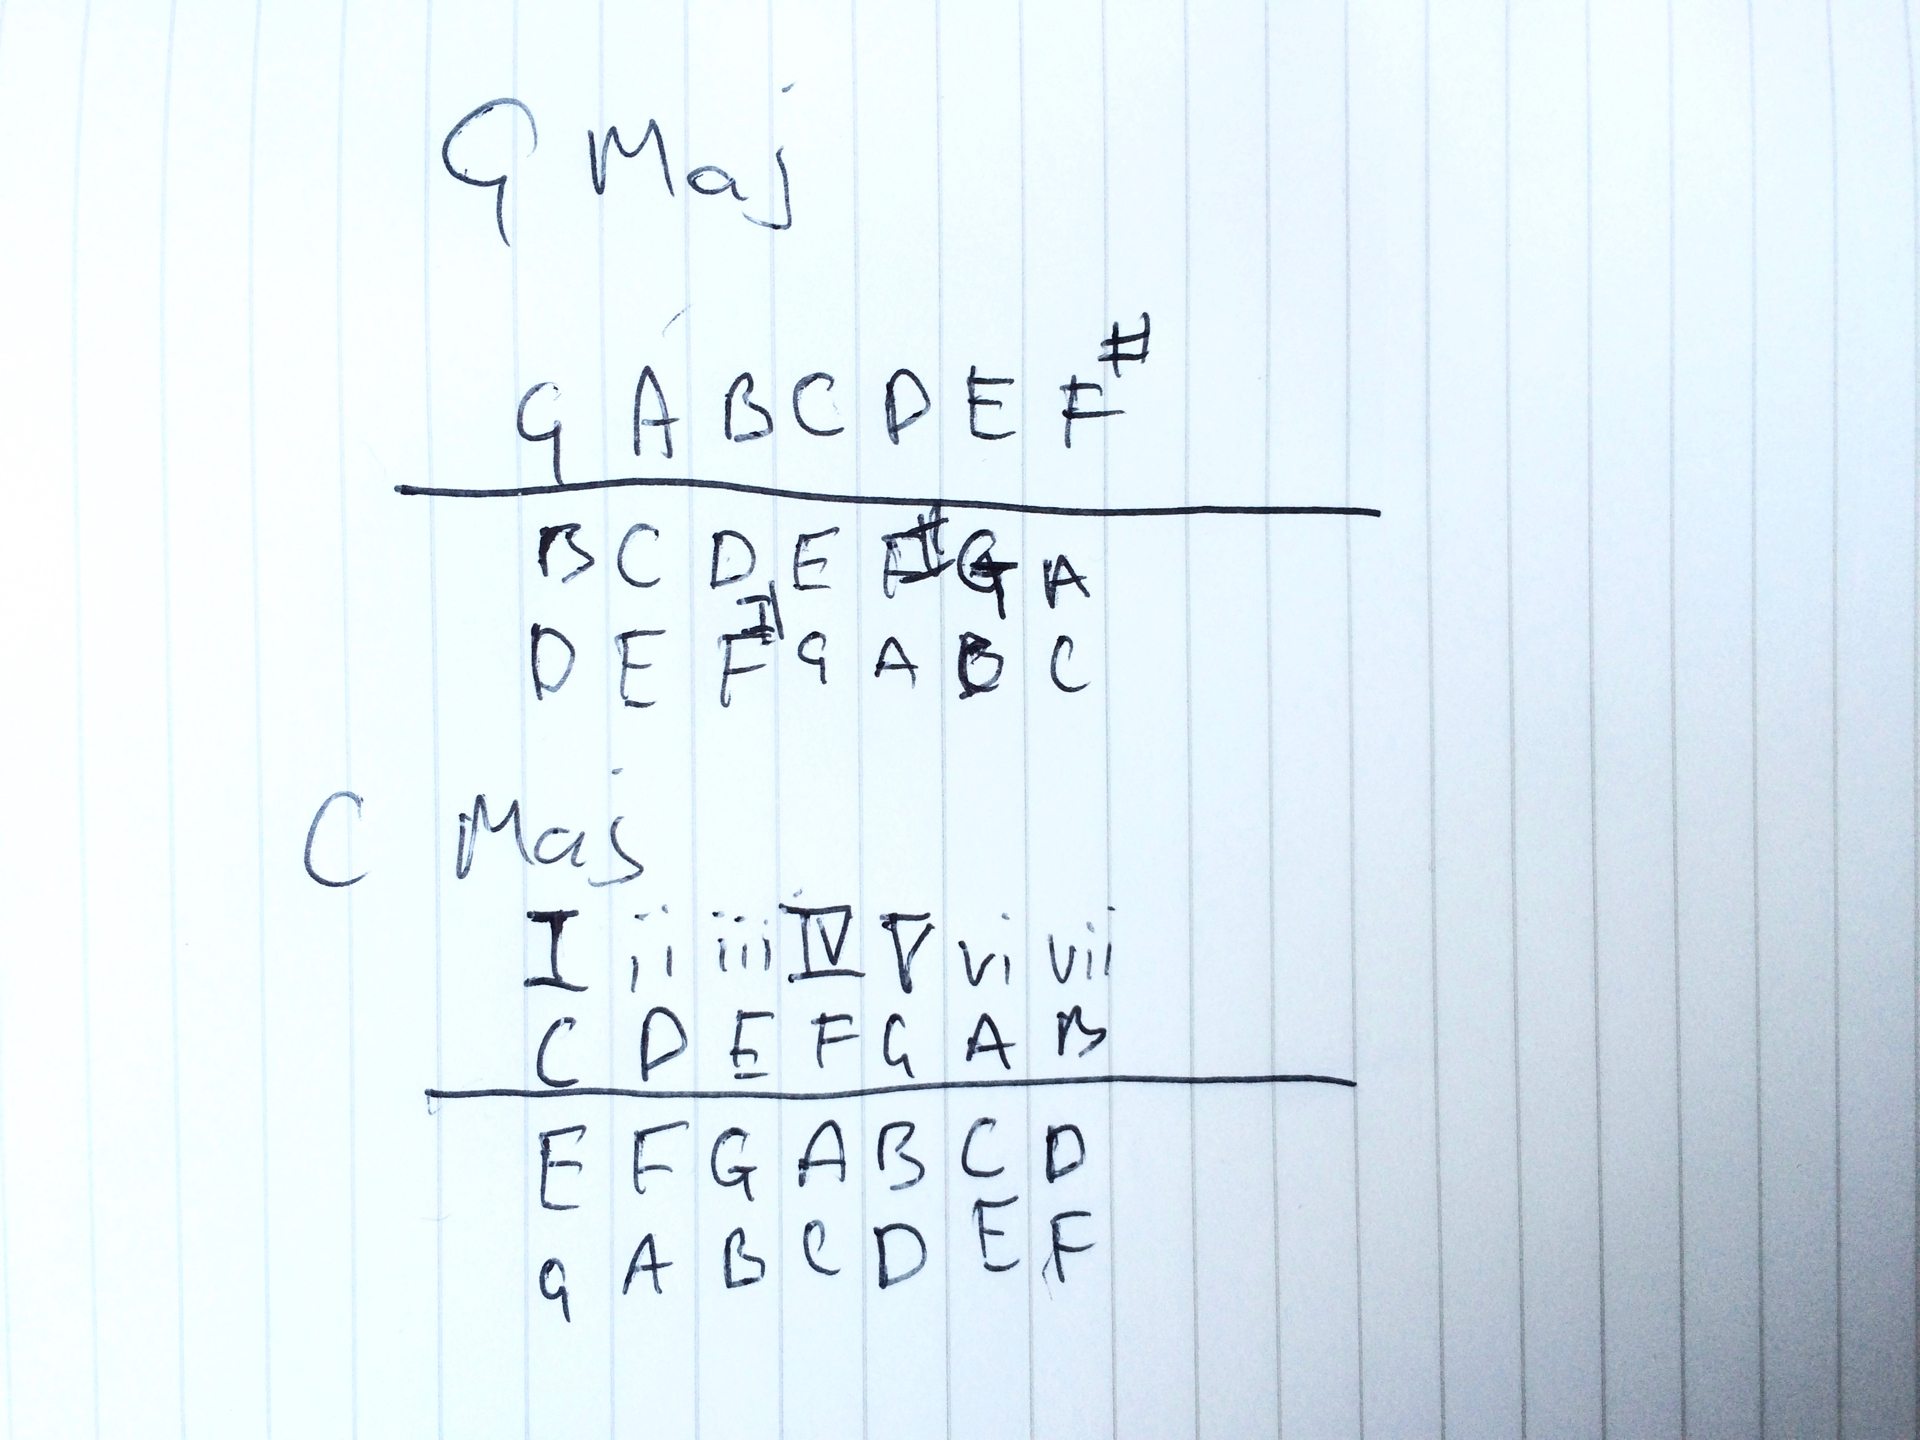 G Maj
G A B C D E F#
B C D E F# G A
D E F# G A B C
C Maj
I ii iii IV V vi vii
C D E F G A B
E F G A B C D
G A B C D E F